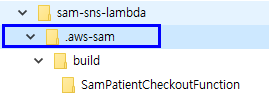 sam-sns-lambda
.aws-sam
build
SamPatientCheckoutFunction